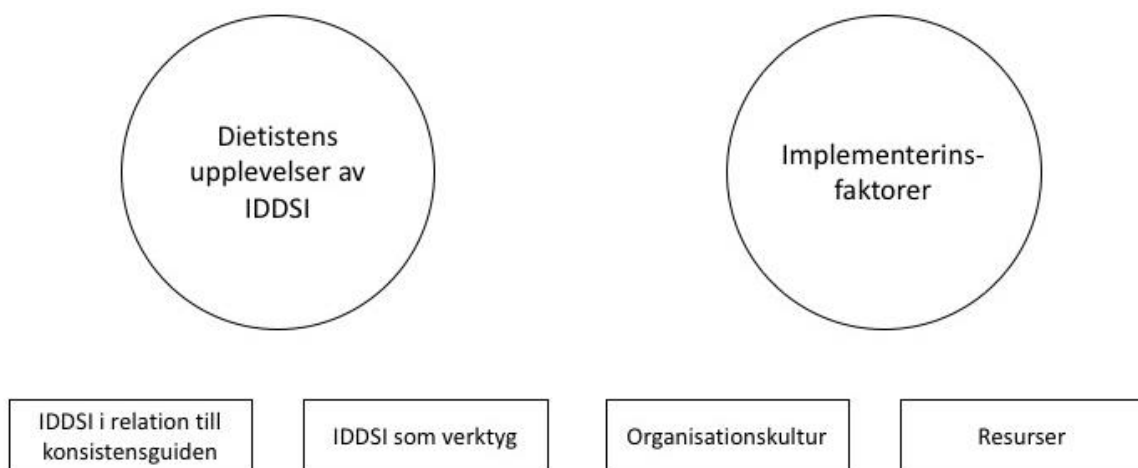 Dietistens
upplevelser av
IDDSI
Implementerins-
faktorer
IDDSI i relation till
konsistensguiden
IDDSI som verktyg
Organisationskultur
Resurser